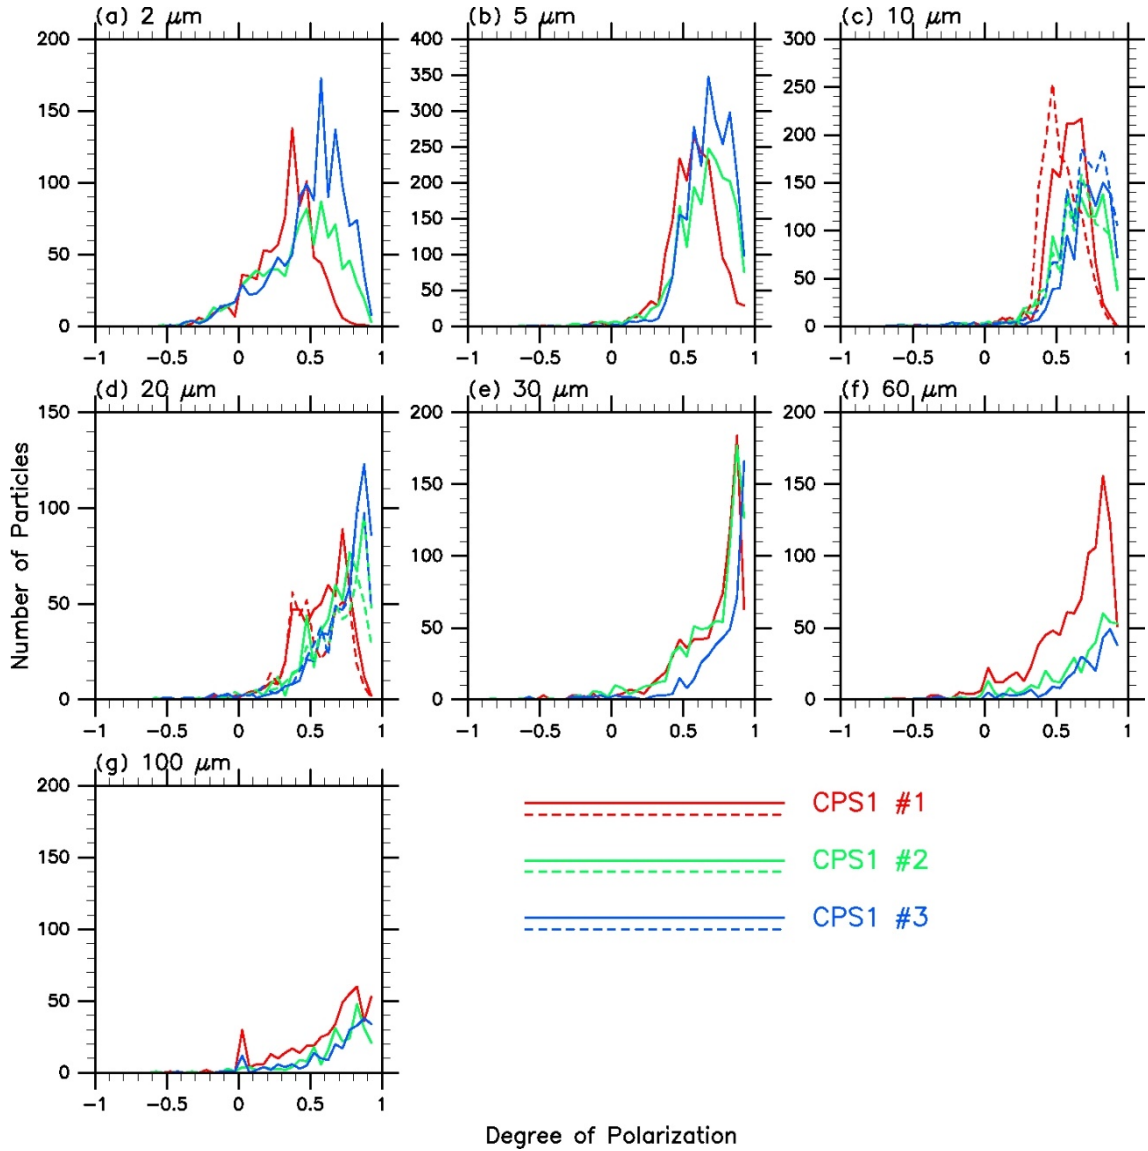 (a) 2 μm
(b) 5 μm
(c) 10 μm
200
150
100
50
0
400
350
300
250
200
150
100
50
0
300
250
200
150
100
50
0
−1 −0.5 0 0.5 1
−1 −0.5 0 0.5 1
−1 −0.5 0 0.5 1
(d) 20 μm
(e) 30 μm
(f) 60 μm
150
100
50
0
200
150
100
50
0
200
150
100
50
0
−1 −0.5 0 0.5 1
−1 −0.5 0 0.5 1
−1 −0.5 0 0.5 1
Number of Particles
(g) 100 μm
200
150
100
50
0
−1 −0.5 0 0.5 1
CPS1 #1
CPS1 #2
CPS1 #3
Degree of Polarization